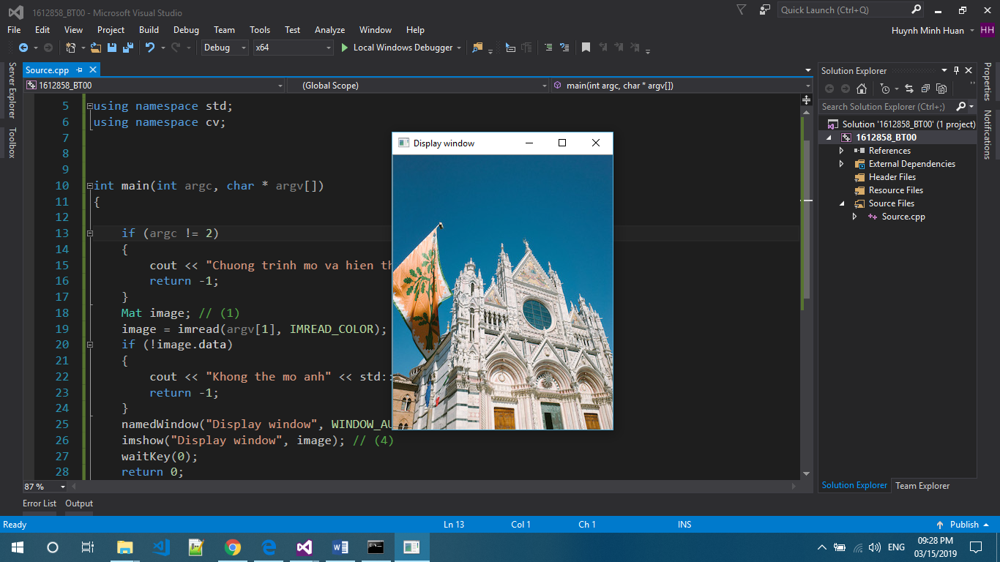 1612858_BT00 - Microsoft Visual Studio
Quick Launch (Ctrl+Q)
File Edit View Project Build Debug Team Tools Test Analyze Window Help
Huynh Minh Huan HH
Debug x64 Local Windows Debugger
Server Explorer
Toolbox
Source.cpp
1612858_BT00 (Global Scope) main(int argc, char * argv[])
5 using namespace std;
6 using namespace cv;
7
8
9
10 int main(int argc, char * argv[])
11 {
12
13 if (argc != 2)
14 {
15 cout << "Chuong trinh mo va hien th
16 return -1;
17 }
18 Mat image; // (1)
19 image = imread(argv[1], IMREAD_COLOR);
20 if (!image.data)
21 {
22 cout << "Khong the mo anh" << std::
23 return -1;
24 }
25 namedWindow("Display window", WINDOW_AU
26 imshow("Display window", image); // (4)
27 waitKey(0);
28 return 0;
87 %
Display window
Solution Explorer
Search Solution Explorer (Ctrl+;)
Solution '1612858_BT00' (1 project)
1612858_BT00
References
External Dependencies
Header Files
Resource Files
Source Files
Source.cpp
Solution Explorer Team Explorer
Properties
Notifications
Error List Output
Ready Ln 13 Col 1 Ch 1 INS Publish
ENG
09:28 PM
03/15/2019